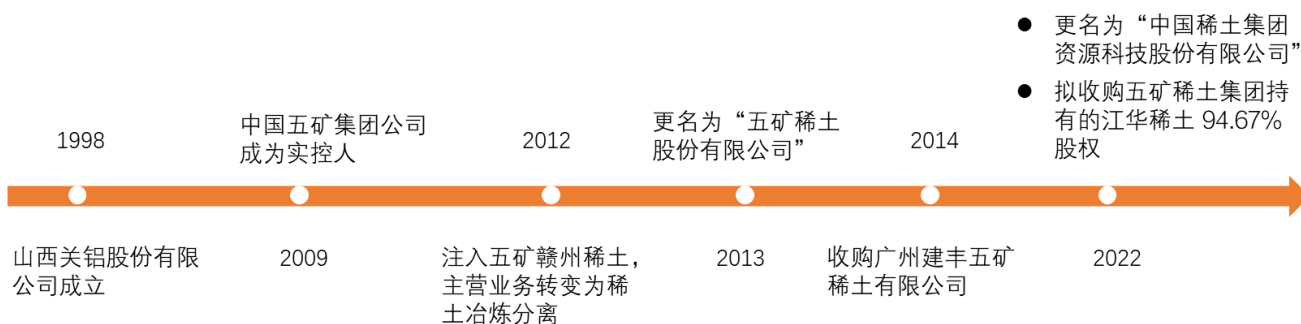 1998
山西关铝股份有限
公司成立
中国五矿集团公司
成为实控人
2009
2012
注入五矿赣州稀土，
主营业务转变为稀
土冶炼分离
更名为“五矿稀土
股份有限公司”
2013
2014
收购广州建丰五矿
稀土有限公司
● 更名为“中国稀土集团
资源科技股份有限公司”
● 拟收购五矿稀土集团持
有的江华稀土 94.67%
股权
2022